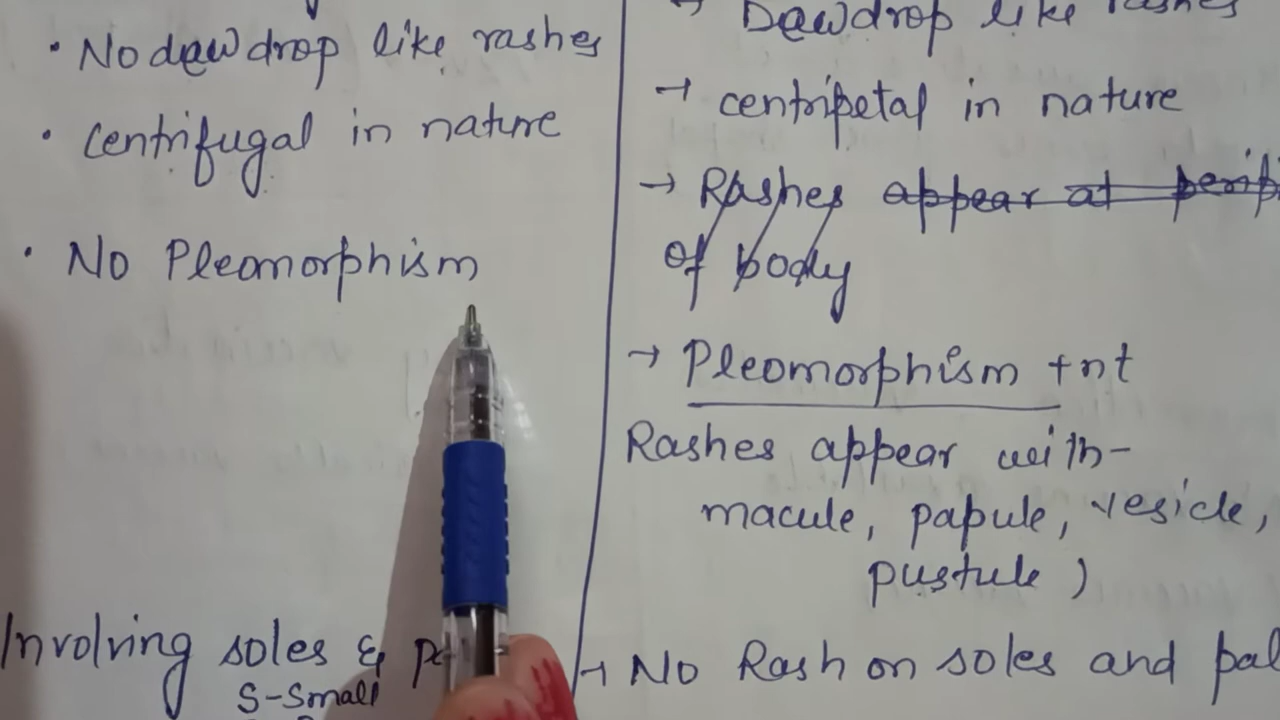 • No dewdrop like rashes
• Centrifugal in nature
• No Pleomorphism
Involving soles &
S-Small
→ Dewdrop like rashes
→ centripetal in nature
→ Rashes appear at
of body
→ Pleomorphism +nt
Rashes appear with-
macule, papule, vesicle,
pustule )
→ No Rash on soles and